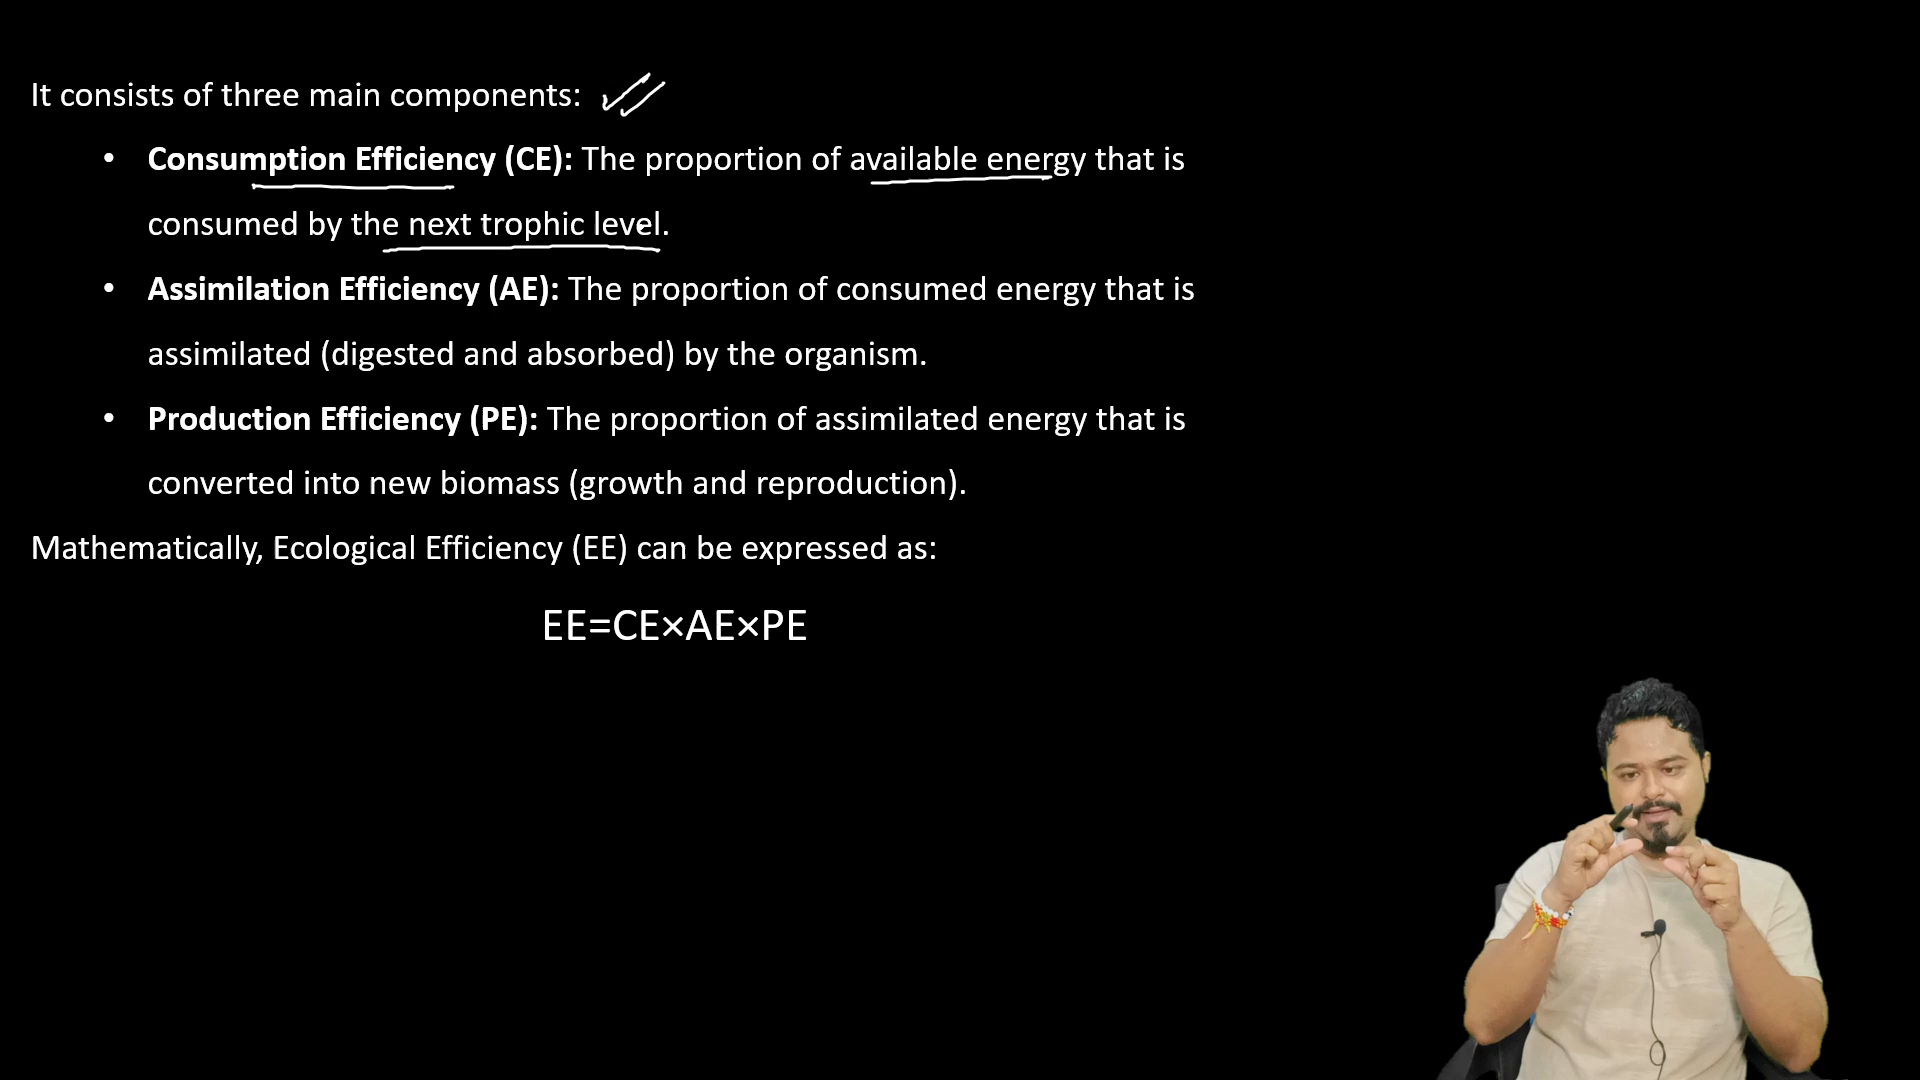 It consists of three main components:
• Consumption Efficiency (CE): The proportion of available energy that is
consumed by the next trophic level.
• Assimilation Efficiency (AE): The proportion of consumed energy that is
assimilated (digested and absorbed) by the organism.
• Production Efficiency (PE): The proportion of assimilated energy that is
converted into new biomass (growth and reproduction).
Mathematically, Ecological Efficiency (EE) can be expressed as:
EE=CE×AE×PE